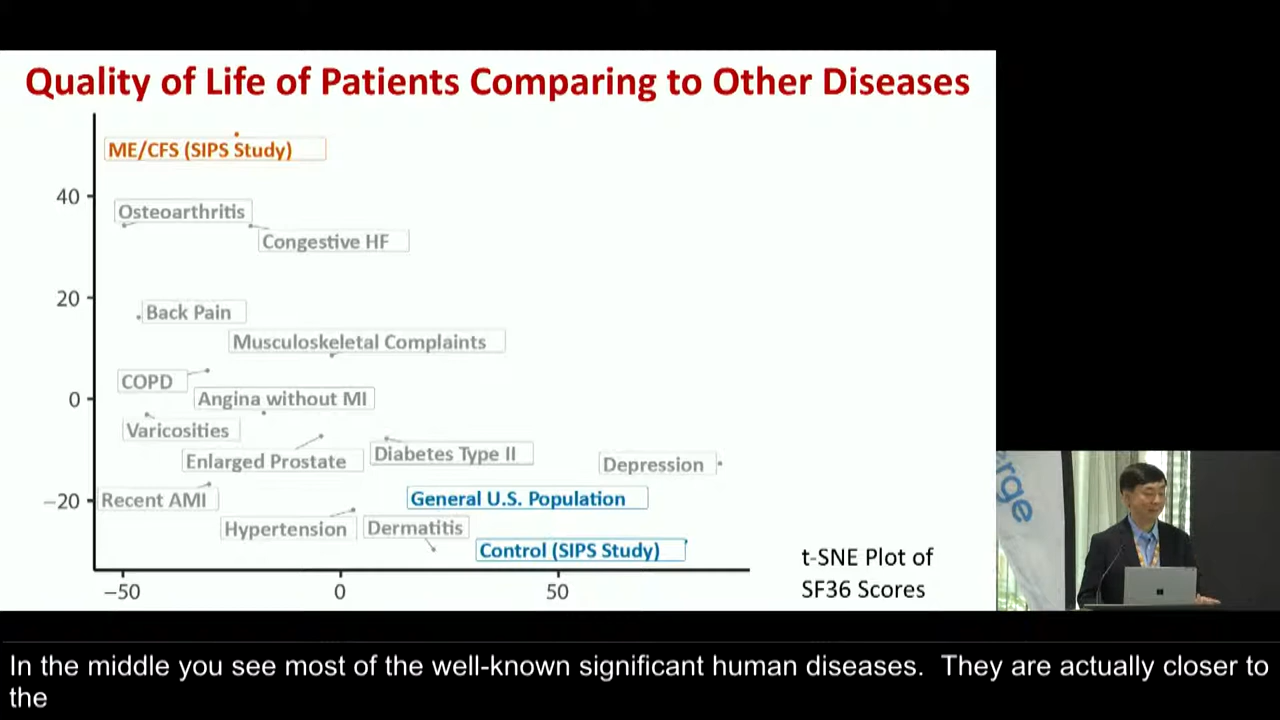 Quality of Life of Patients Comparing to Other Diseases
ME/CFS (SIPS Study)
40
Osteoarthritis
Congestive HF
20
Back Pain
Musculoskeletal Complaints
COPD
0
Angina without MI
Varicosities
Enlarged Prostate
Diabetes Type II
Depression
−20
Recent AMI
General U.S. Population
Hypertension
Dermatitis
Control (SIPS Study)
−50
0
50
t-SNE Plot of
SF36 Scores
In the middle you see most of the well-known significant human diseases. They are actually closer to
the